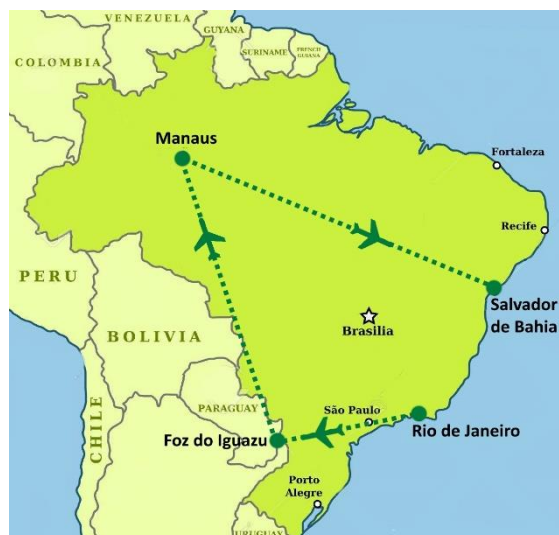 VENEZUELA
GUYANA
COLOMBIA
SURINAME
FRENCH
GUIANA
Manaus
Fortaleza
Recife
PERU
Salvador
de Bahia
Brasilia
BOLIVIA
PARAGUAY
São Paulo
Rio de Janeiro
CHILE
Foz do Iguazu
Porto
Alegre
URUGUAY